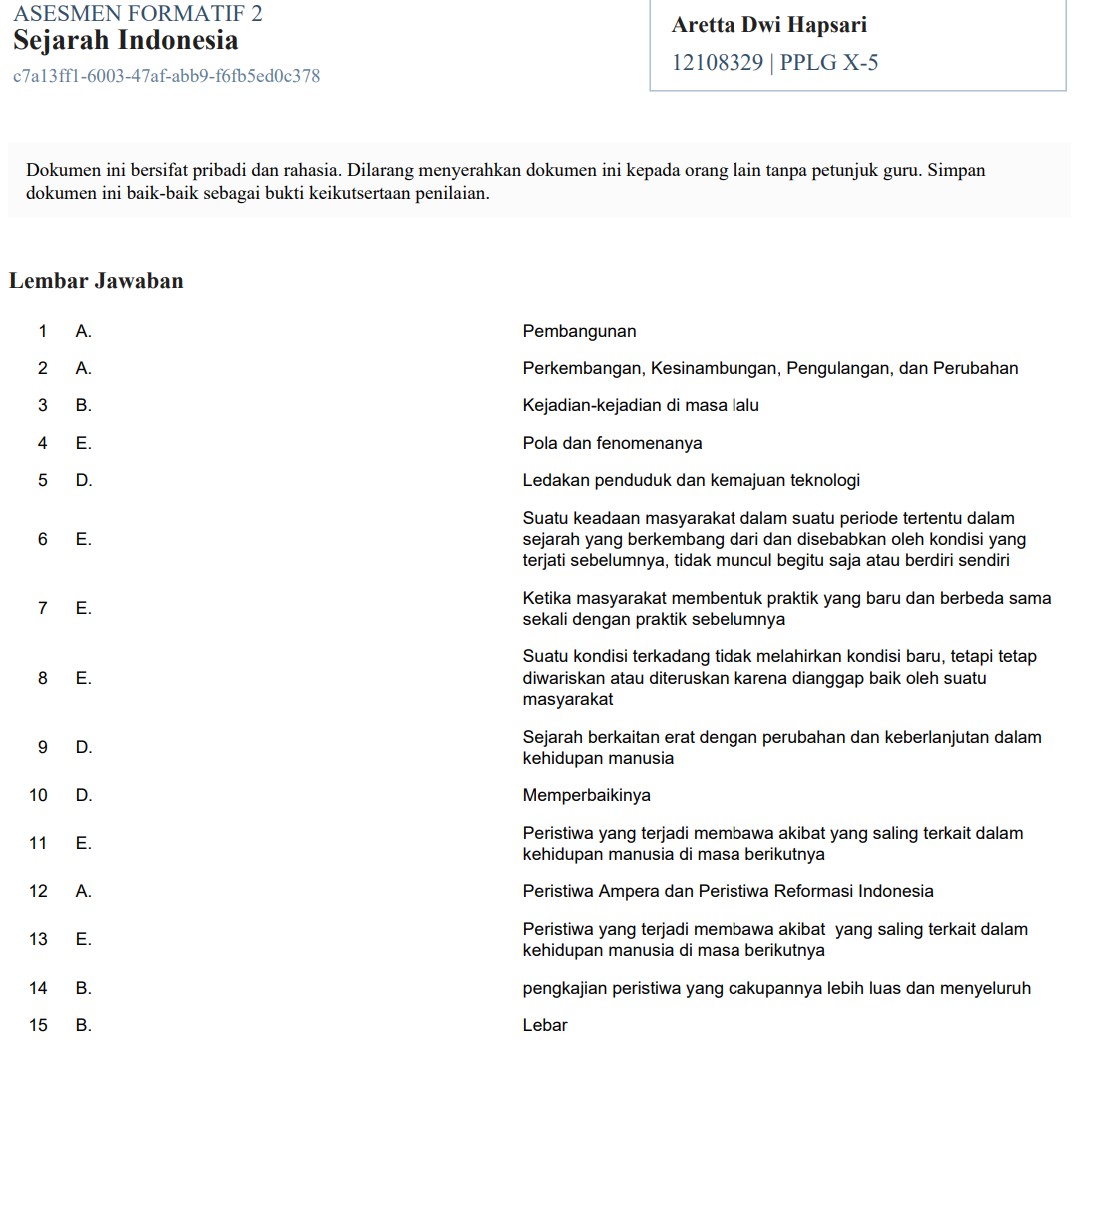 ASESMEN FORMATIF 2
Sejarah Indonesia
c7a13ff1-6003-47af-abb9-f6fb5ed0c378
Aretta Dwi Hapsari
12108329 | PPLG X-5
Dokumen ini bersifat pribadi dan rahasia. Dilarang menyerahkan dokumen ini kepada orang lain tanpa petunjuk guru. Simpan
dokumen ini baik-baik sebagai bukti keikutsertaan penilaian.
Lembar Jawaban
1 A. Pembangunan
2 A. Perkembangan, Kesinambungan, Pengulangan, dan Perubahan
3 B. Kejadian-kejadian di masa lalu
4 E. Pola dan fenomenanya
5 D. Ledakan penduduk dan kemajuan teknologi
6 E. Suatu keadaan masyarakat dalam suatu periode tertentu dalam
sejarah yang berkembang dari dan disebabkan oleh kondisi yang
terjati sebelumnya, tidak muncul begitu saja atau berdiri sendiri
7 E. Ketika masyarakat membentuk praktik yang baru dan berbeda sama
sekali dengan praktik sebelumnya
8 E. Suatu kondisi terkadang tidak melahirkan kondisi baru, tetapi tetap
diwariskan atau diteruskan karena dianggap baik oleh suatu
masyarakat
9 D. Sejarah berkaitan erat dengan perubahan dan keberlanjutan dalam
kehidupan manusia
10 D. Memperbaikinya
11 E. Peristiwa yang terjadi membawa akibat yang saling terkait dalam
kehidupan manusia di masa berikutnya
12 A. Peristiwa Ampera dan Peristiwa Reformasi Indonesia
13 E. Peristiwa yang terjadi membawa akibat  yang saling terkait dalam
kehidupan manusia di masa berikutnya
14 B. pengkajian peristiwa yang cakupannya lebih luas dan menyeluruh
15 B. Lebar